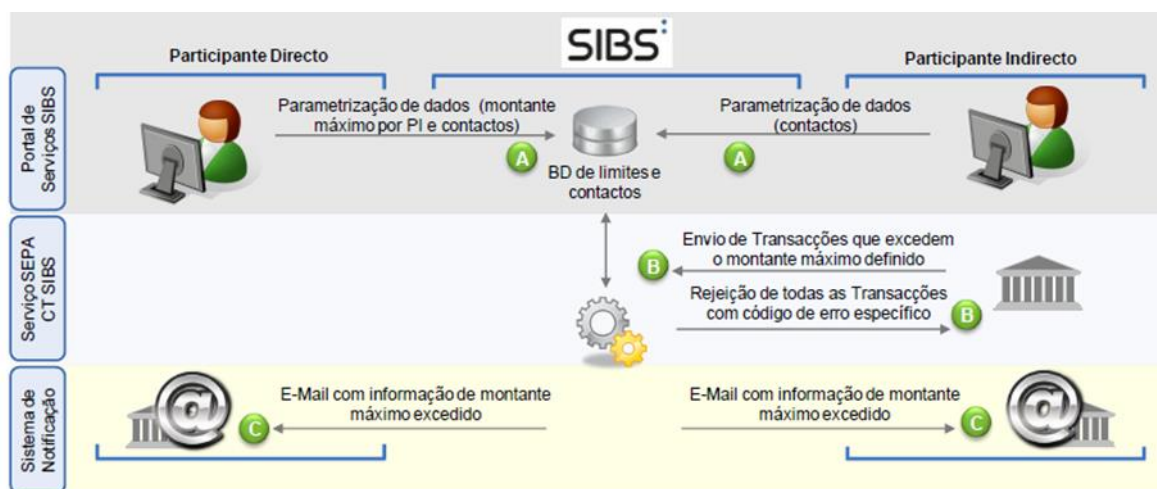 SIBS
Participante Directo
Participante Indirecto
Portal de
Serviços SIBS
Parametrização de dados (montante
máximo por PI e contactos)
A
BD de limites e
contactos
Parametrização de dados
(contactos)
A
Serviço SEPA
CT SIBS
Envio de Transacções que excedem
o montante máximo definido
B
Rejeição de todas as Transacções
com código de erro específico
B
Sistema de
Notificação
@
E-Mail com informação de montante
máximo excedido
C
E-Mail com informação de montante
máximo excedido
C
@